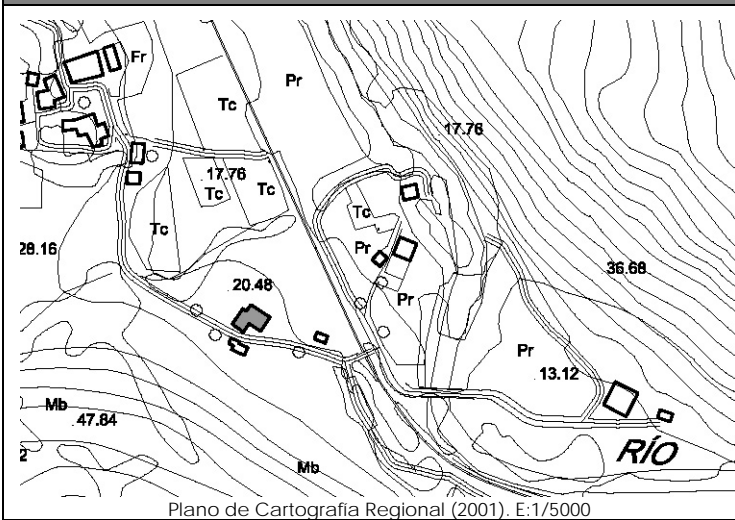 Fr
Pr
Tc
17.76
17.76
Tc
Tc
Tc
Tc
28.16
Pr
36.68
20.48
Pr
Pr
13.12
Mb
47.84
RÍO
2
Mb
Plano de Cartografía Regional (2001). E:1/5000